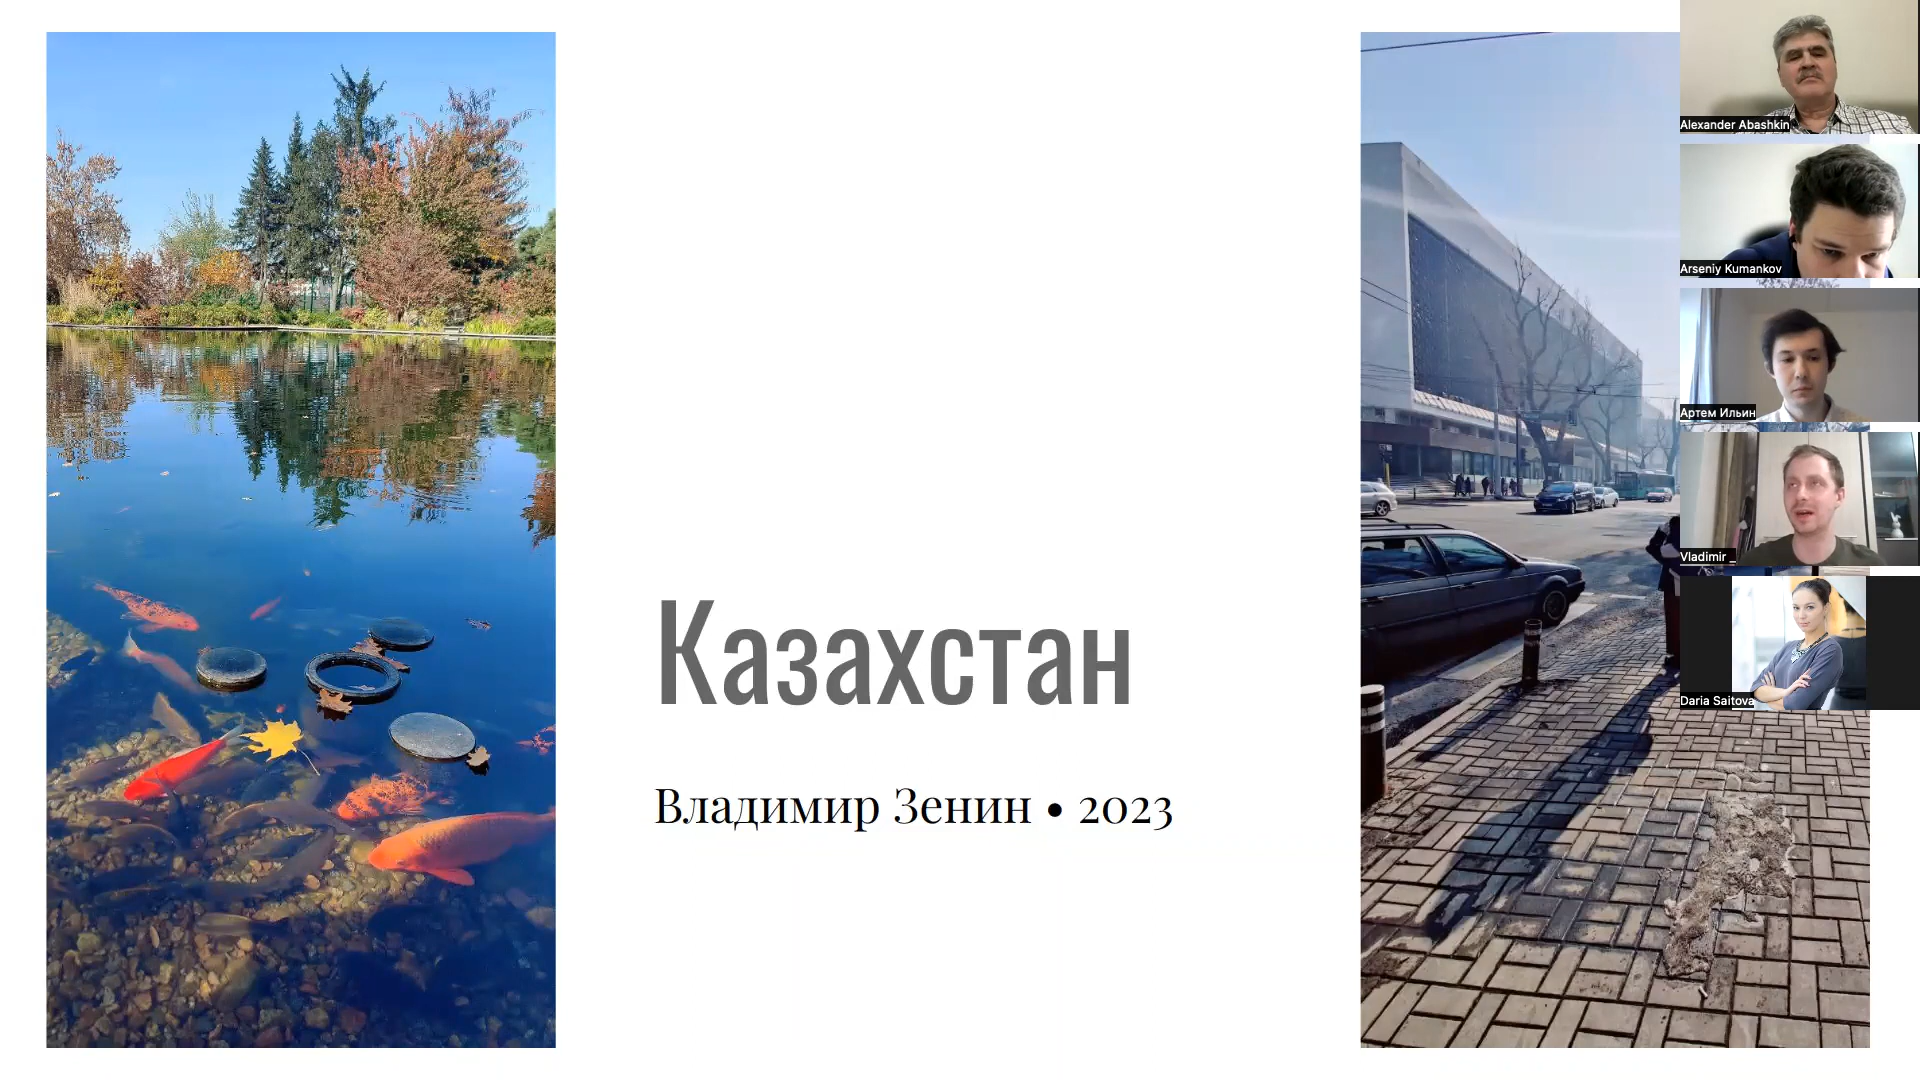 Казахстан
Владимир Зенин • 2023
Alexander Abashkin
Arseniy Kumankov
Артем Ильин
Vladimir _
Daria Saitova